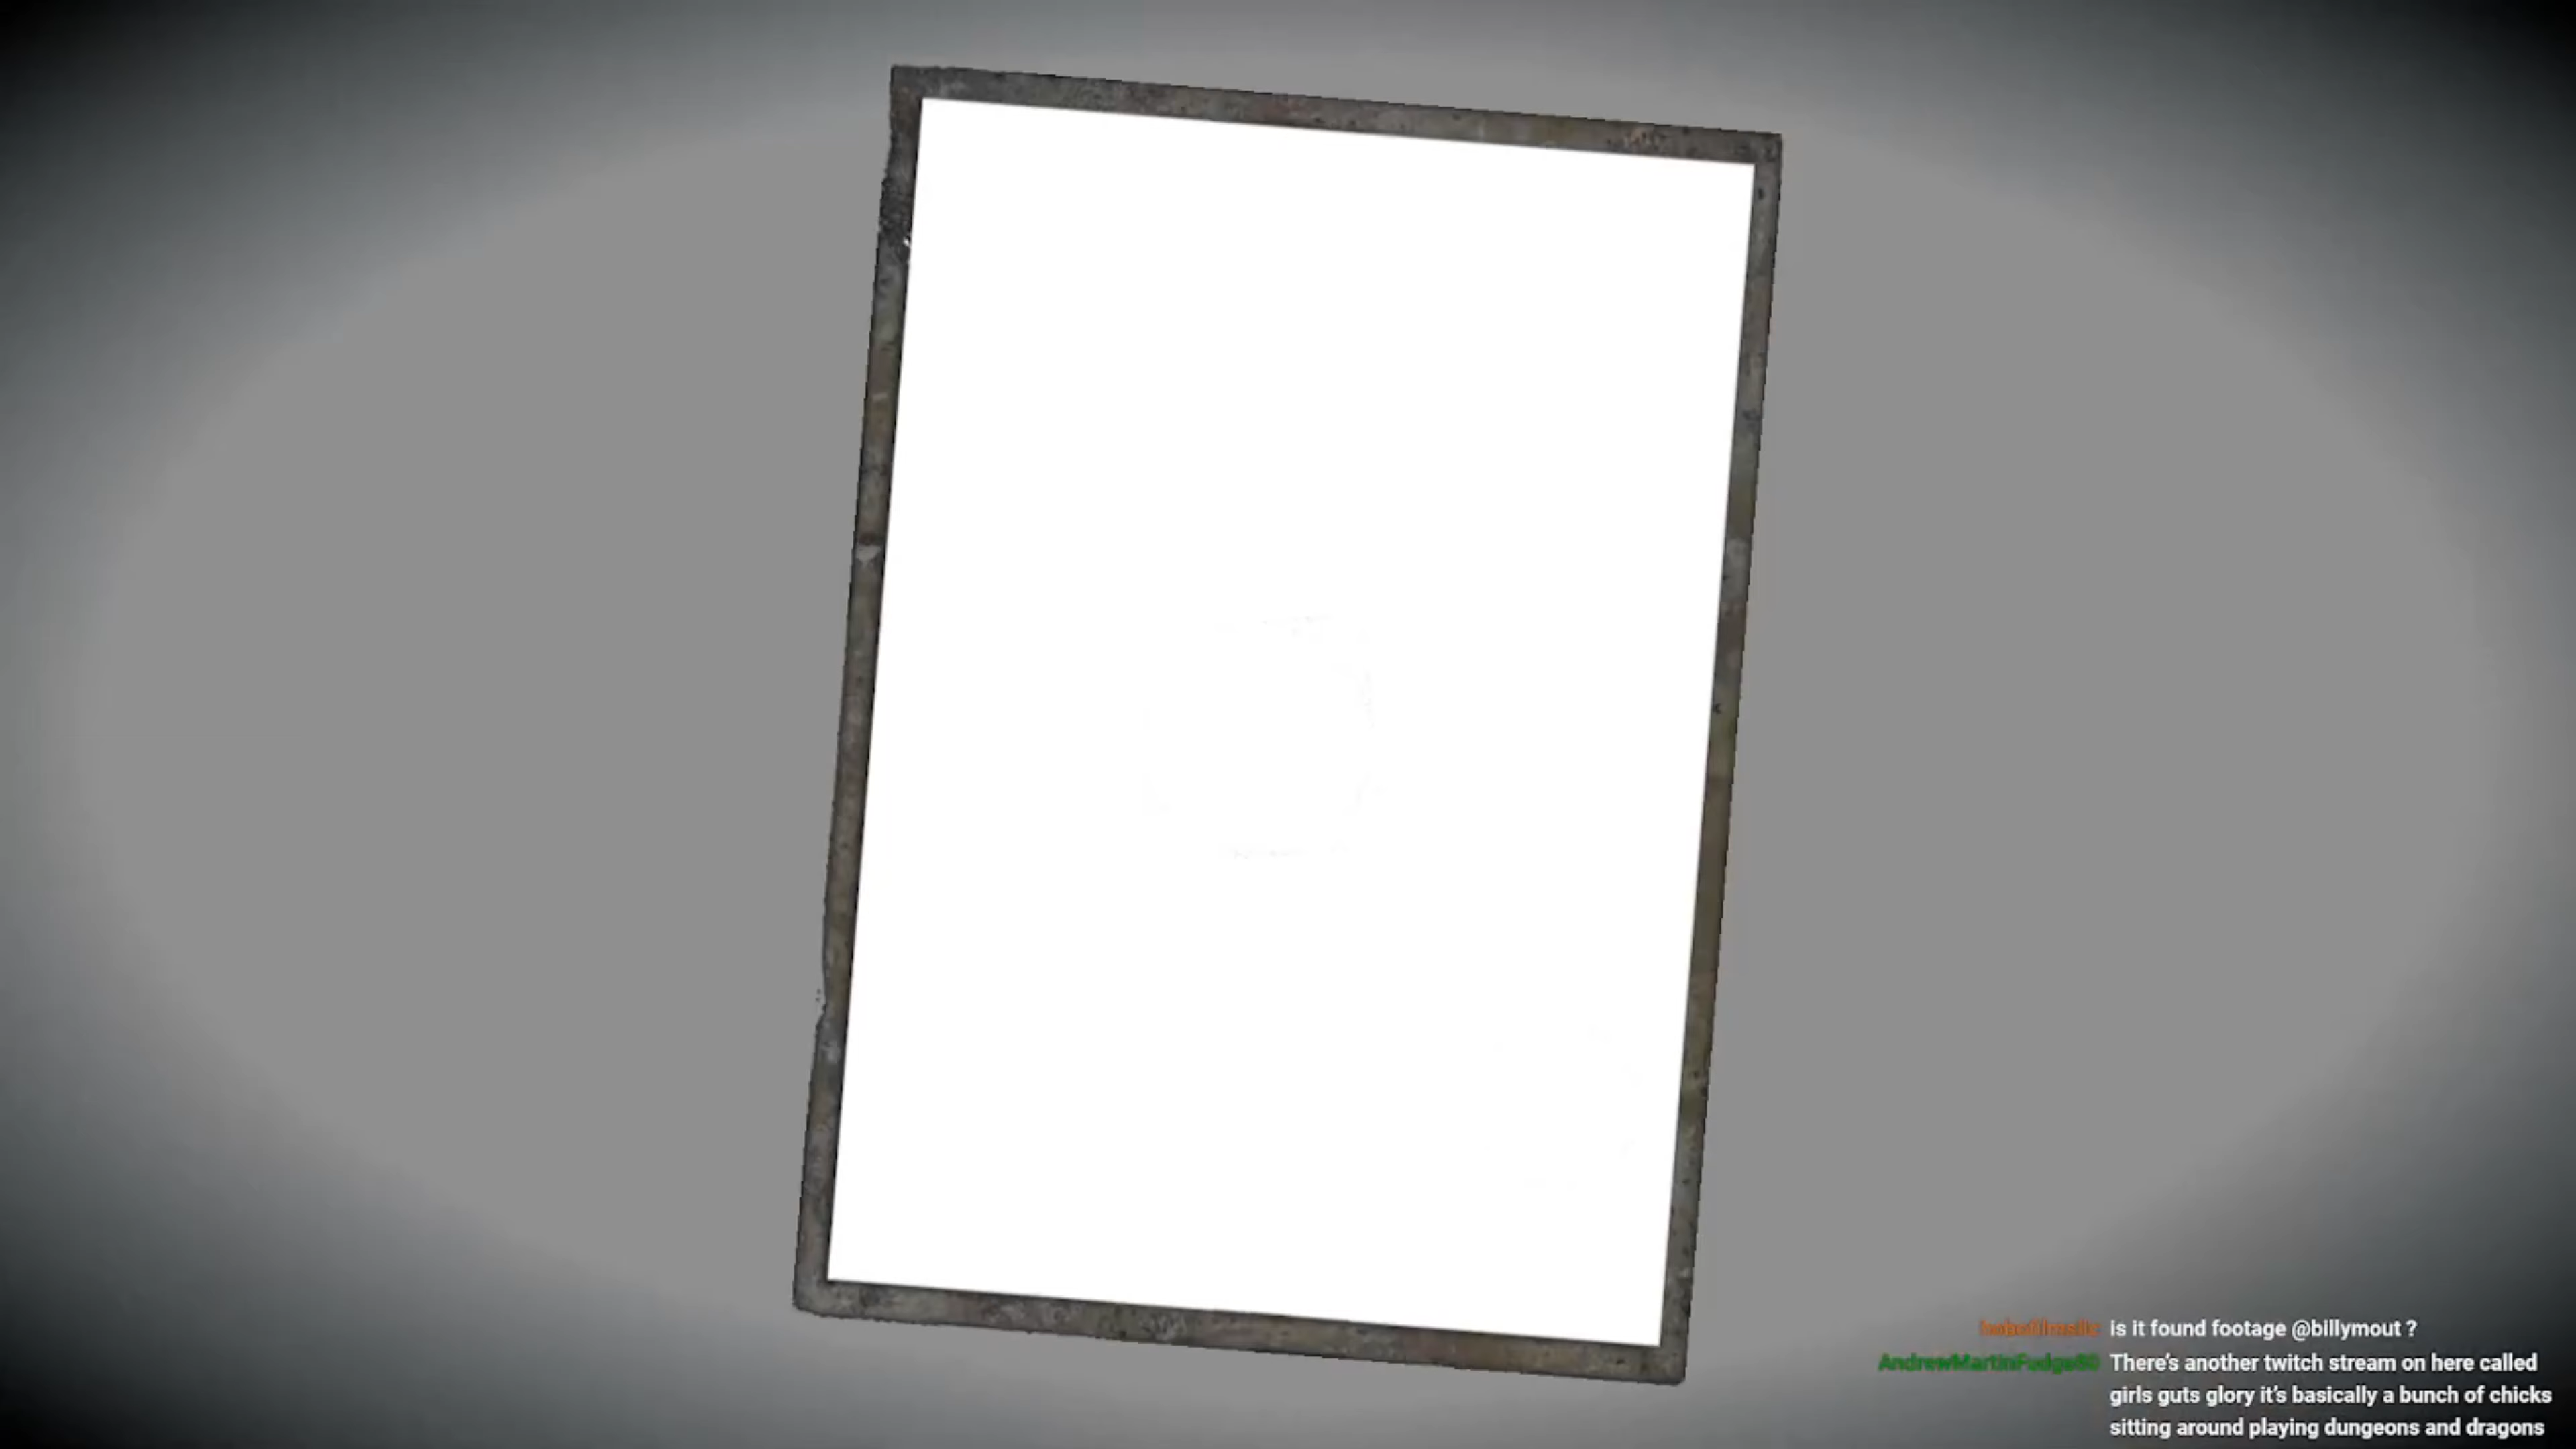 is it found footage @billymout ?
AndrewMartinFudge80 There's another twitch stream on here called
girls guts glory it's basically a bunch of chicks
sitting around playing dungeons and dragons